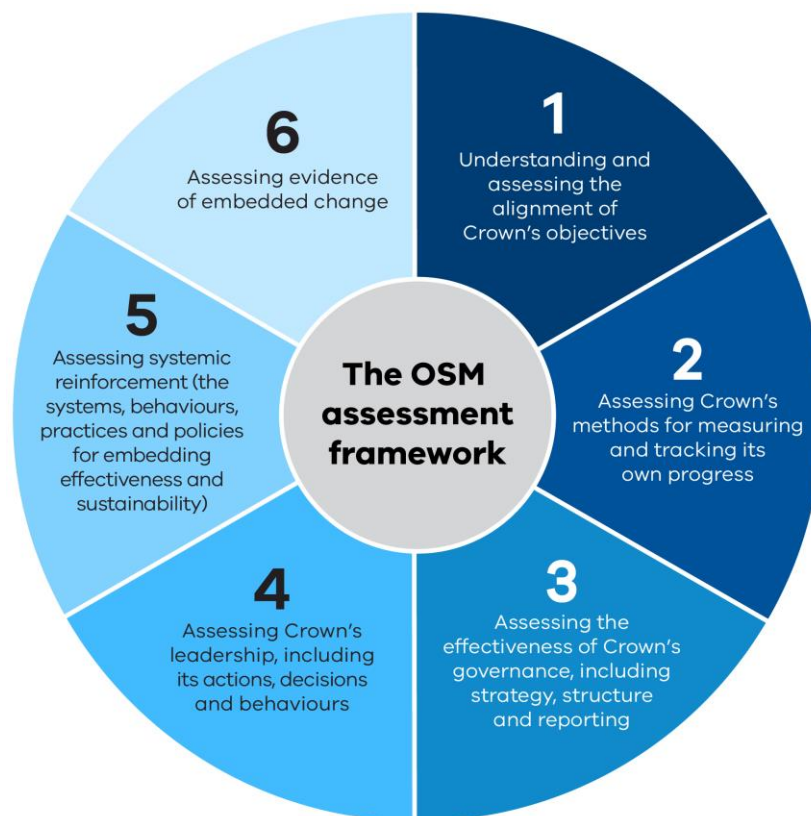 1
Understanding and
assessing the
alignment of
Crown's objectives
2
Assessing Crown's
methods for measuring
and tracking its
own progress
3
Assessing the
effectiveness of Crown's
governance, including
strategy, structure
and reporting
4
Assessing Crown's
leadership, including
its actions, decisions
and behaviours
5
Assessing systemic
reinforcement (the
systems, behaviours,
practices and policies
for embedding
effectiveness and
sustainability)
6
Assessing evidence
of embedded change
The OSM
assessment
framework